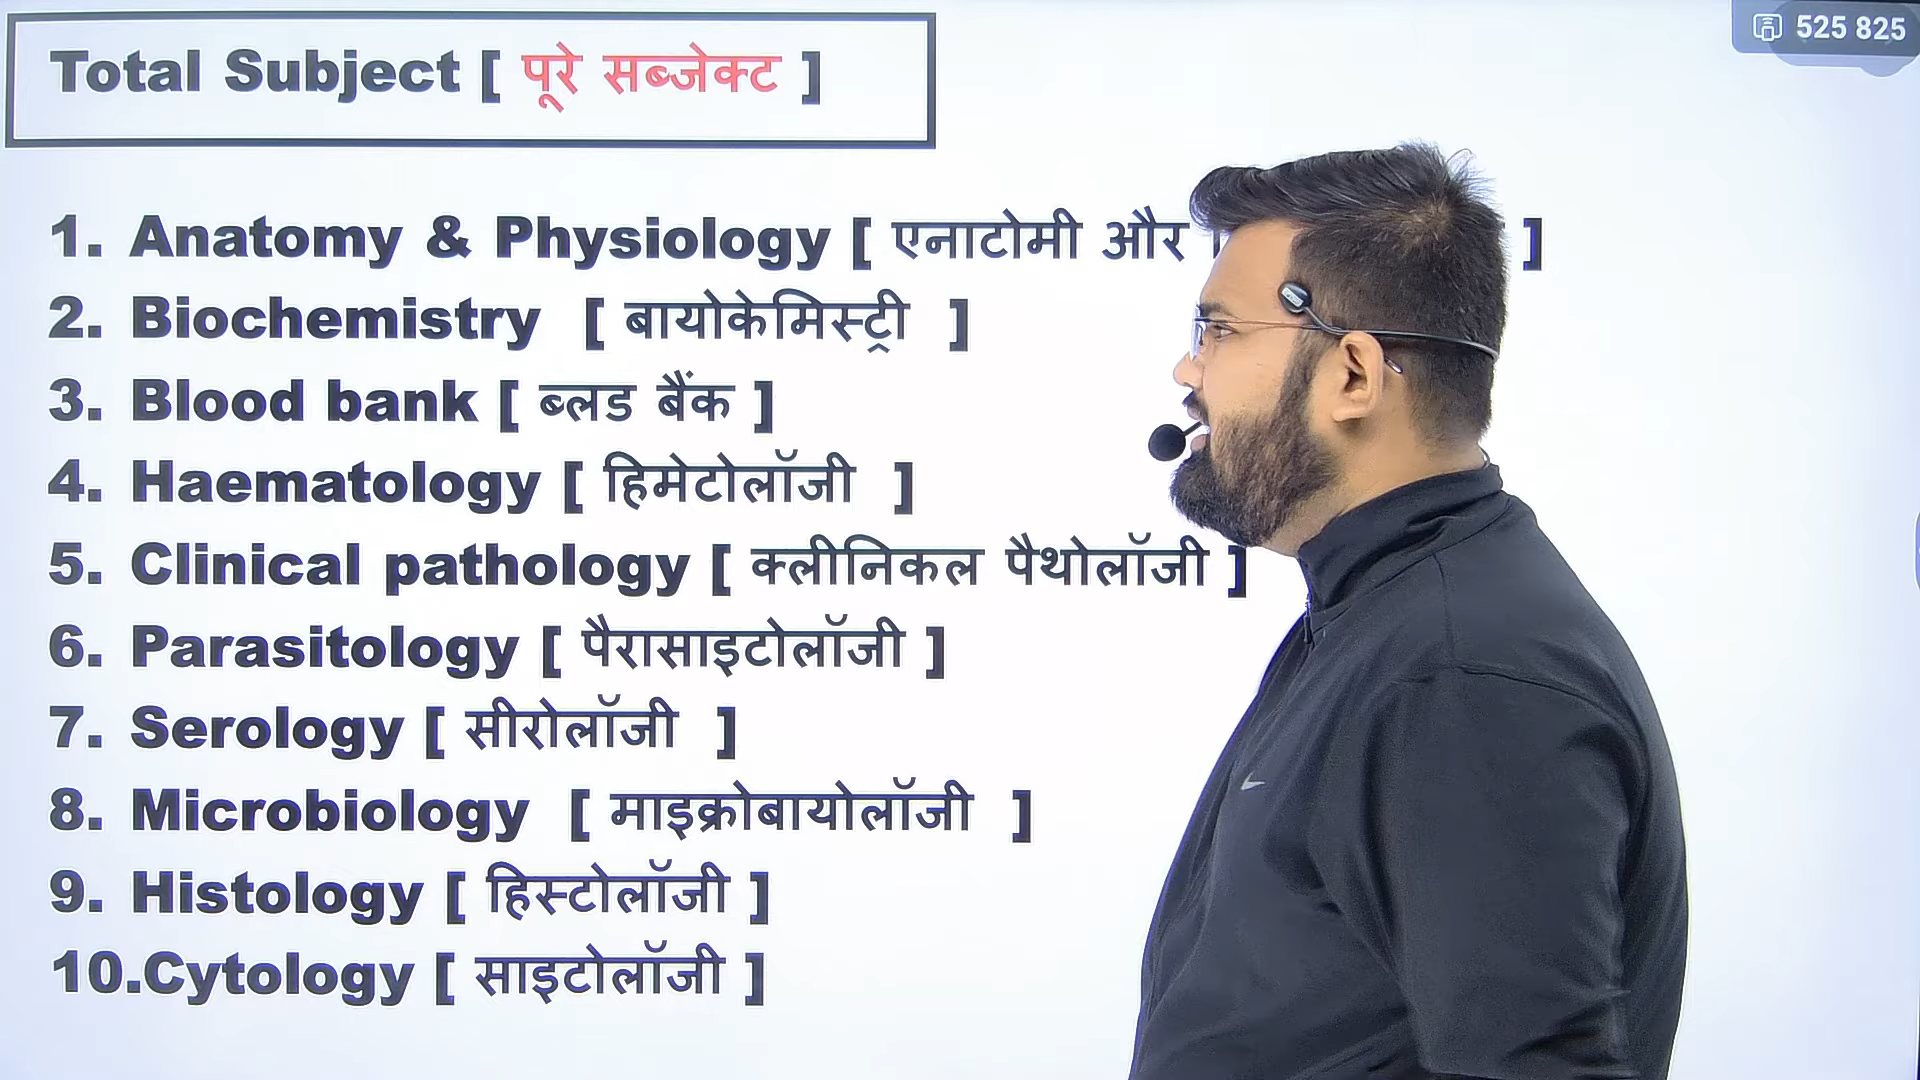 525 825
Total Subject [ पूरे सब्जेक्ट ]
1. Anatomy & Physiology [ एनाटोमी और ]
2. Biochemistry [ बायोकेमिस्ट्री ]
3. Blood bank [ ब्लड बैंक ]
4. Haematology [ हिमेटोलॉजी ]
5. Clinical pathology [ क्लीनिकल पैथोलॉजी ]
6. Parasitology [ पैरासाइटोलॉजी ]
7. Serology [ सीरोलॉजी ]
8. Microbiology [ माइक्रोबायोलॉजी ]
9. Histology [ हिस्टोलॉजी ]
10.Cytology [ साइटोलॉजी ]